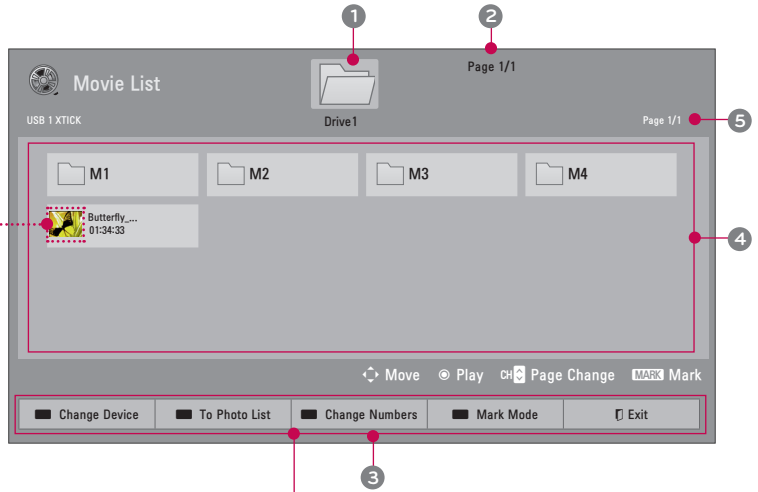 1
2
Page 1/1
Movie List
Drive1
USB 1 XTICK
Page 1/1
5
M1
M2
M3
M4
Butterfly_...
01:34:33
4
Move
Play
CH Page Change
MARK Mark
Change Device
To Photo List
Change Numbers
Mark Mode
Exit
3